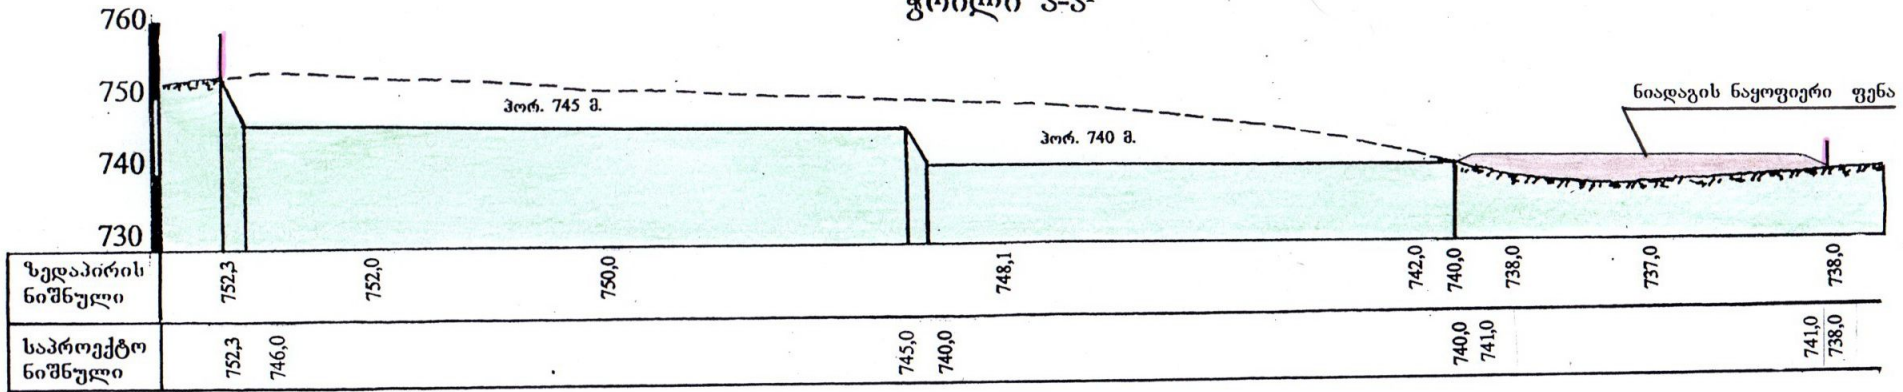 ჭრილი ა-ა¹
760
750
740
730
ჰორ. 745 მ.
ჰორ. 740 მ.
ნიადაგის ნაყოფიერი ფენა
ზედაპირის
ნიშნული
752,3 752,0 750,0 748,1 742,0 740,0 738,0 737,0 738,0
საპროექტო
ნიშნული
752,3 746,0 745,0 740,0 740,0 741,0 741,0 738,0